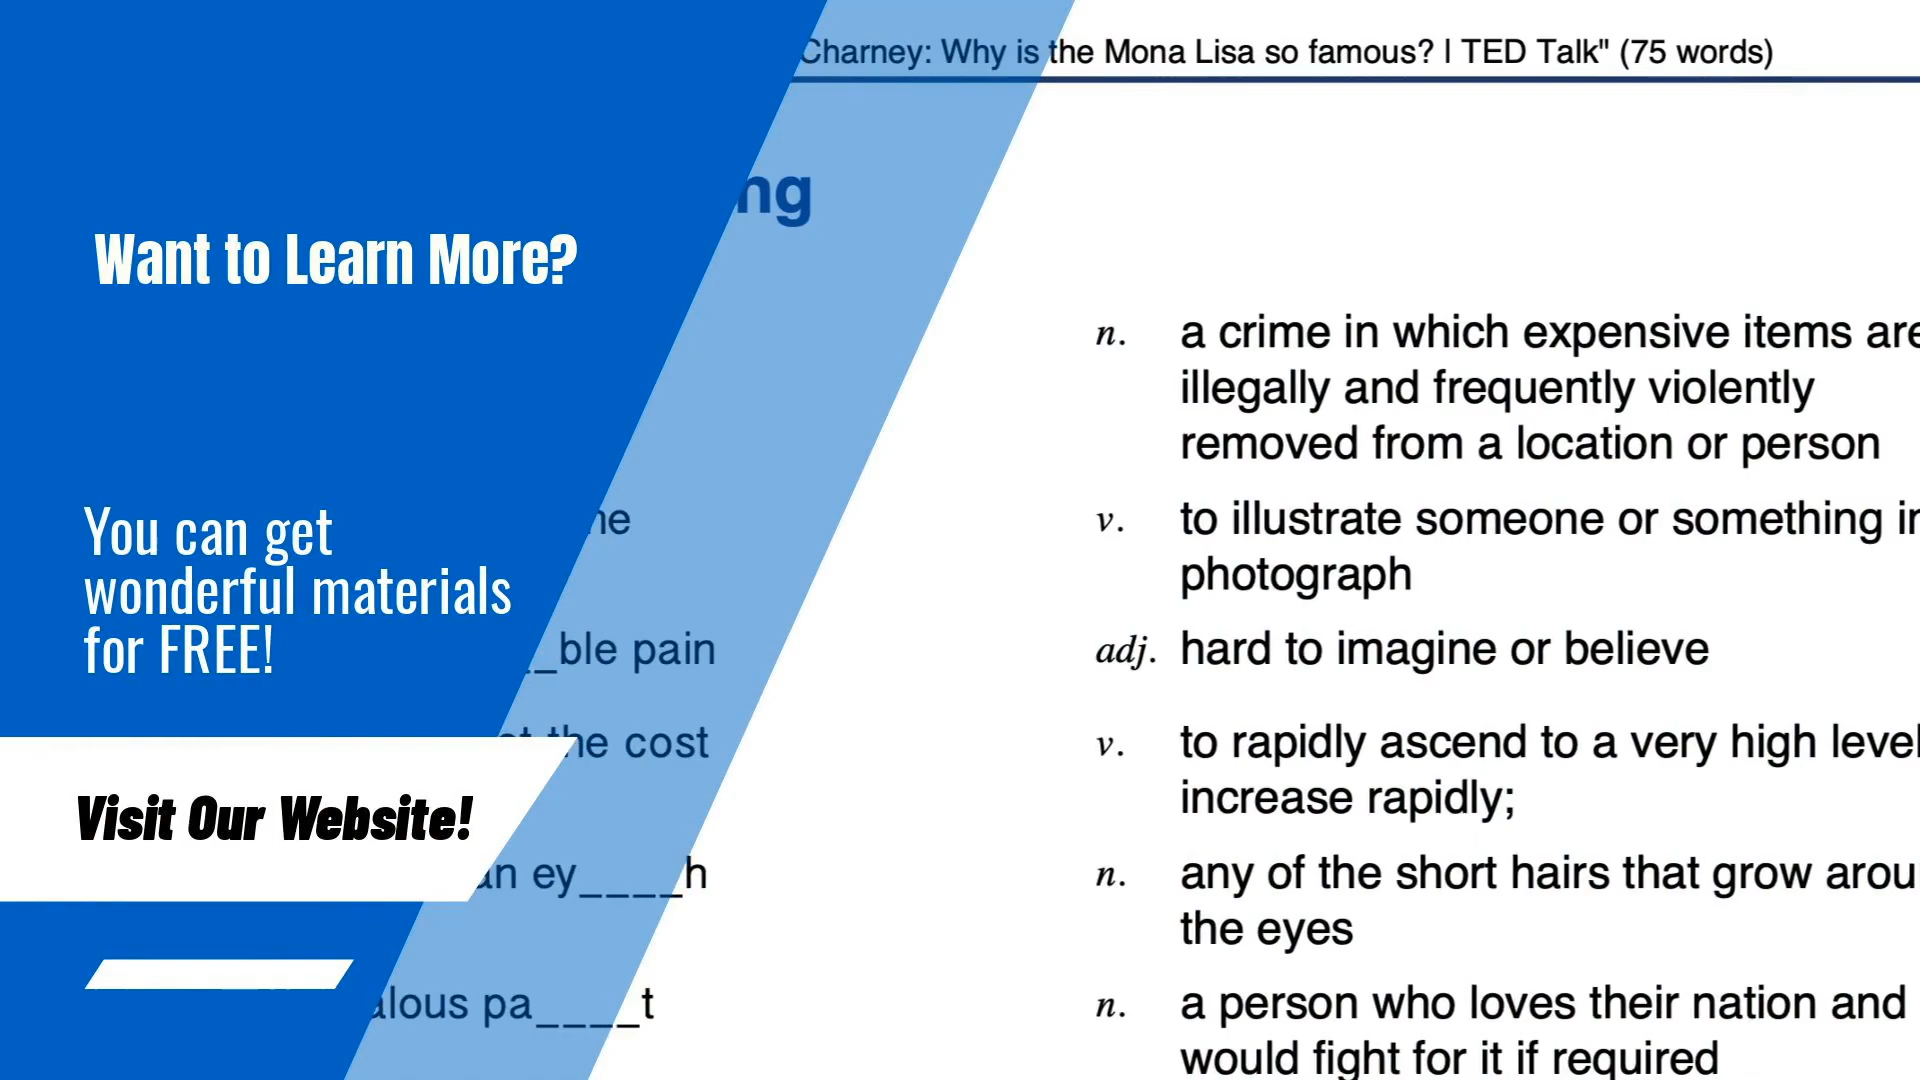 Charney: Why is the Mona Lisa so famous? | TED Talk" (75 words)
ng
Want to Learn More?
You can get
wonderful materials
for FREE!
Visit Our Website!
n. a crime in which expensive items are
illegally and frequently violently
removed from a location or person
v. to illustrate someone or something in
photograph
_ble pain adj. hard to imagine or believe
the cost v. to rapidly ascend to a very high level
increase rapidly;
an ey____h n. any of the short hairs that grow arou
the eyes
alous pa____t n. a person who loves their nation and
would fight for it if required